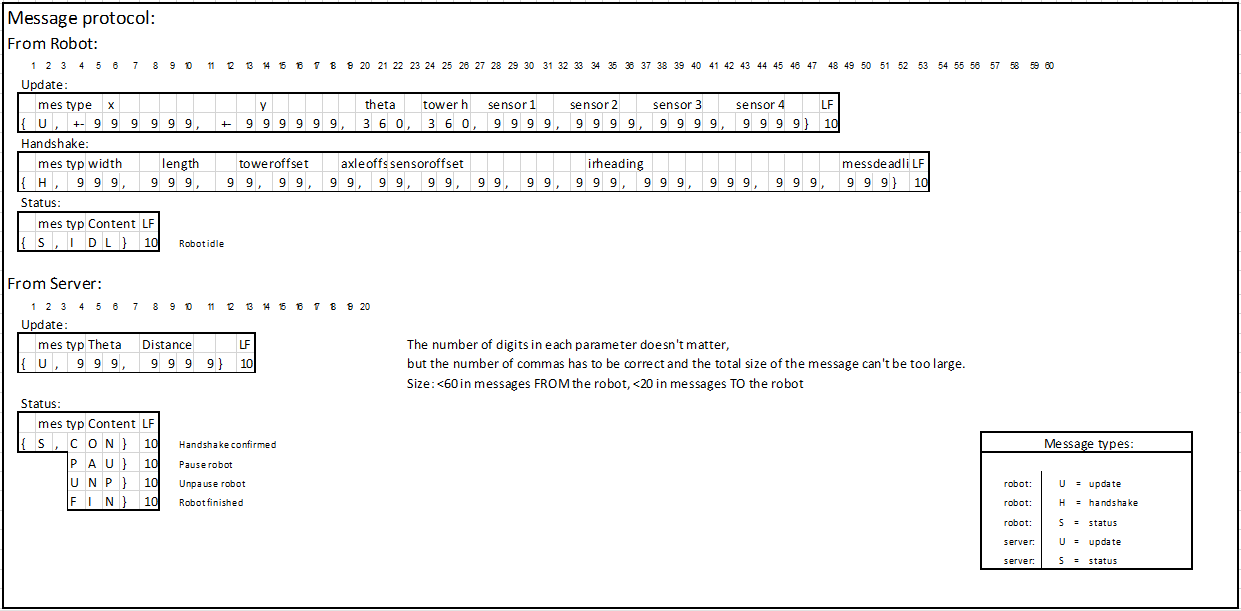 Message protocol:
From Robot:
1 2 3 4 5 6 7 8 9 10 11 12 13 14 15 16 17 18 19 20 21 22 23 24 25 26 27 28 29 30 31 32 33 34 35 36 37 38 39 40 41 42 43 44 45 46 47 48 49 50 51 52 53 54 55 56 57 58 59 60
Update:
mes type x y theta tower h sensor 1 sensor 2 sensor 3 sensor 4 LF
{ U , +- 9 9 9 9 9 9 , +- 9 9 9 9 9 9 , 3 6 0 , 3 6 0 , 9 9 9 9 , 9 9 9 9 , 9 9 9 9 , 9 9 9 9 } 10
Handshake:
mes typ width length toweroffset axleoffs sensoroffset irheading messdeadli LF
{ H , 9 9 9 , 9 9 9 , 9 9 , 9 9 , 9 9 , 9 9 , 9 9 , 9 9 , 9 9 , 9 9 9 , 9 9 9 , 9 9 9 , 9 9 9 , 9 9 9 } 10
Status:
mes typ Content LF
{ S , I D L } 10 Robot idle
From Server:
1 2 3 4 5 6 7 8 9 10 11 12 13 14 15 16 17 18 19 20
Update:
mes typ Theta Distance LF
{ U , 9 9 9 , 9 9 9 9 } 10
The number of digits in each parameter doesn't matter,
but the number of commas has to be correct and the total size of the message can't be too large.
Size: <60 in messages FROM the robot, <20 in messages TO the robot
Status:
mes typ Content LF
{ S , C O N } 10 Handshake confirmed
P A U } 10 Pause robot
U N P } 10 Unpause robot
F I N } 10 Robot finished
Message types:
robot: U = update
robot: H = handshake
robot: S = status
server: U = update
server: S = status